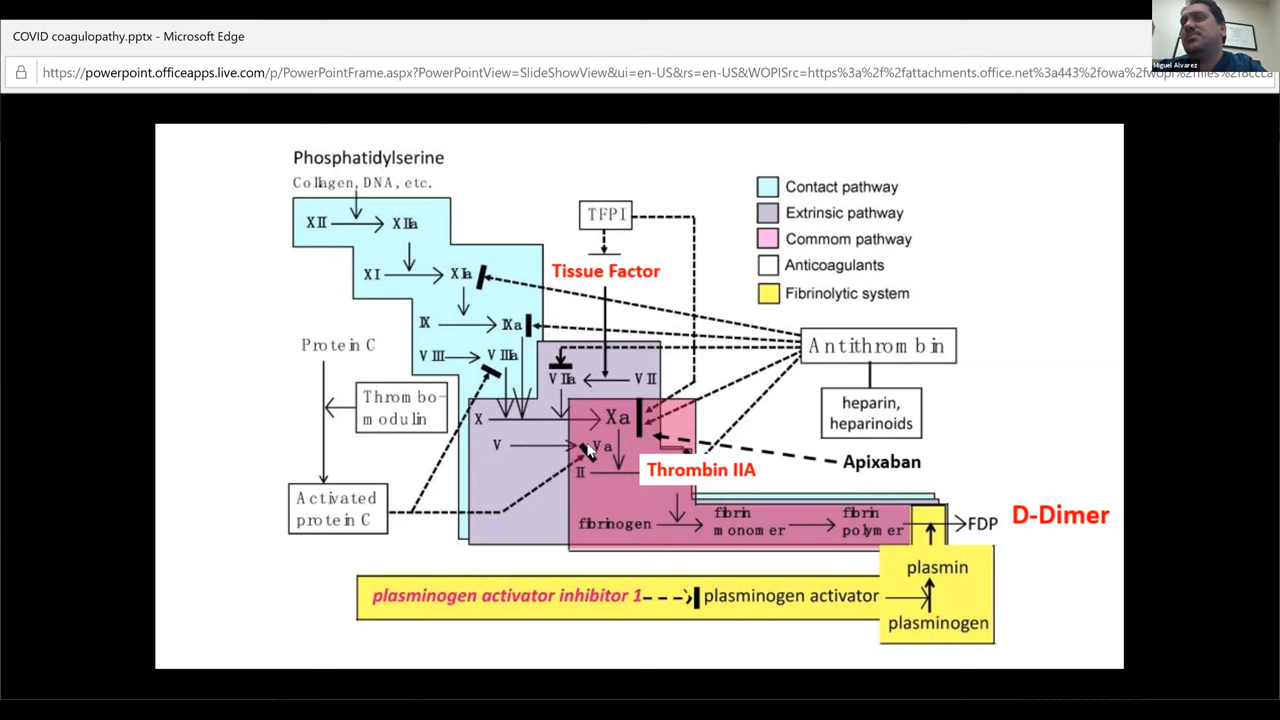 COVID coagulopathy.pptx - Microsoft Edge
Miguel Alvarez
https://powerpoint.officeapps.live.com/p/PowerPointFrame.aspx?PowerPointView=SlideShowView&ui=en-US&rs=en-US&WOPISrc=https%3a%2f%2fattachments.office.net%3a443%2fowa%2f
Phosphatidylserine
Collagen, DNA, etc.
XII
XIIa
XI
XIa
IX
IXa
VIII
VIIIa
Protein C
Thrombo-
modulin
Activated
protein C
TFPI
Tissue Factor
VIIa
VII
X
Xa
V
Va
II
Thrombin IIA
Contact pathway
Extrinsic pathway
Commom pathway
Anticoagulants
Fibrinolytic system
Antithrombin
heparin,
heparinoids
Apixaban
fibrinogen
fibrin
monomer
fibrin
polymer
FDP
D-Dimer
plasmin
plasminogen activator inhibitor 1
plasminogen activator
plasminogen